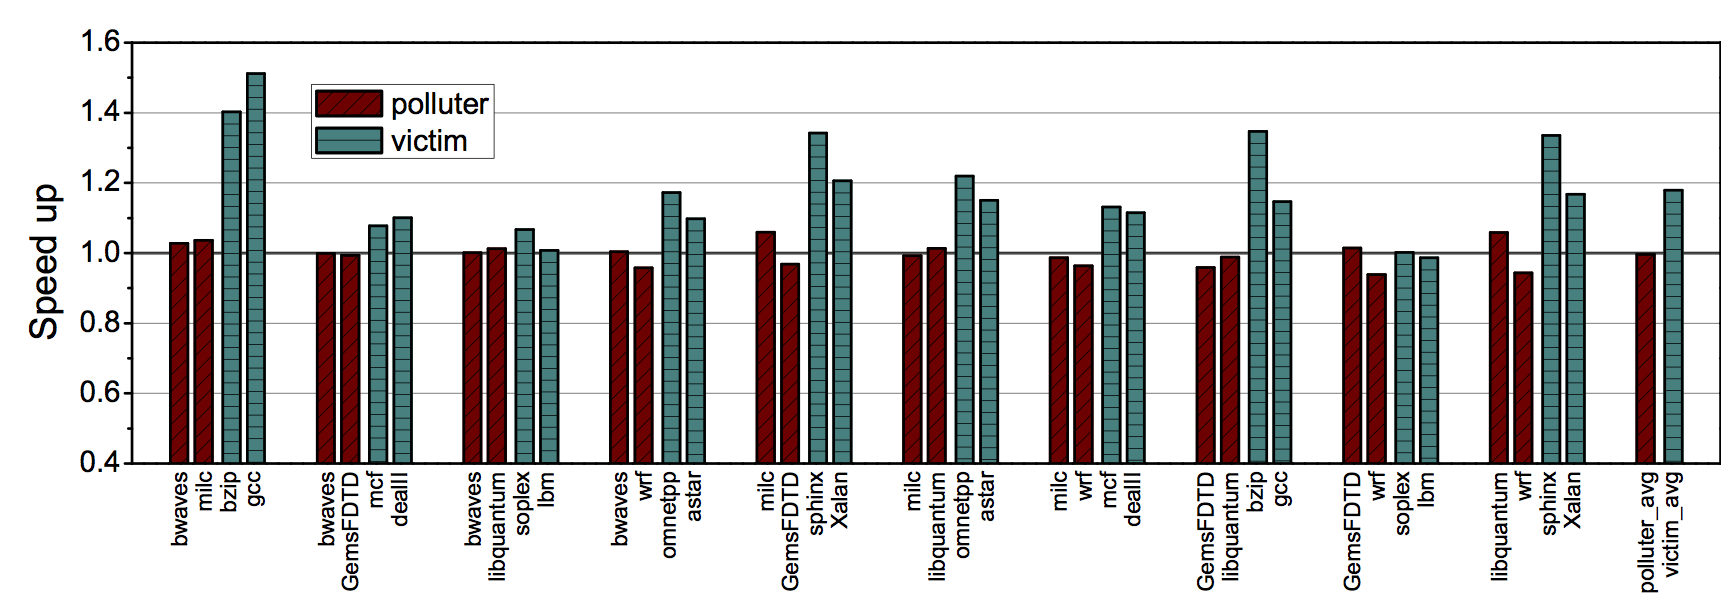 1.6
1.4
1.2
1.0
0.8
0.6
0.4
Speed up
polluter
victim
bwaves
milc
bzip
gcc
bwaves
GemsFDTD
mcf
dealII
bwaves
libquantum
soplex
lbm
bwaves
wrf
omnetpp
astar
milc
GemsFDTD
sphinx
Xalan
milc
libquantum
omnetpp
astar
milc
wrf
mcf
dealII
GemsFDTD
libquantum
bzip
gcc
GemsFDTD
wrf
soplex
lbm
libquantum
wrf
sphinx
Xalan
polluter_avg
victim_avg